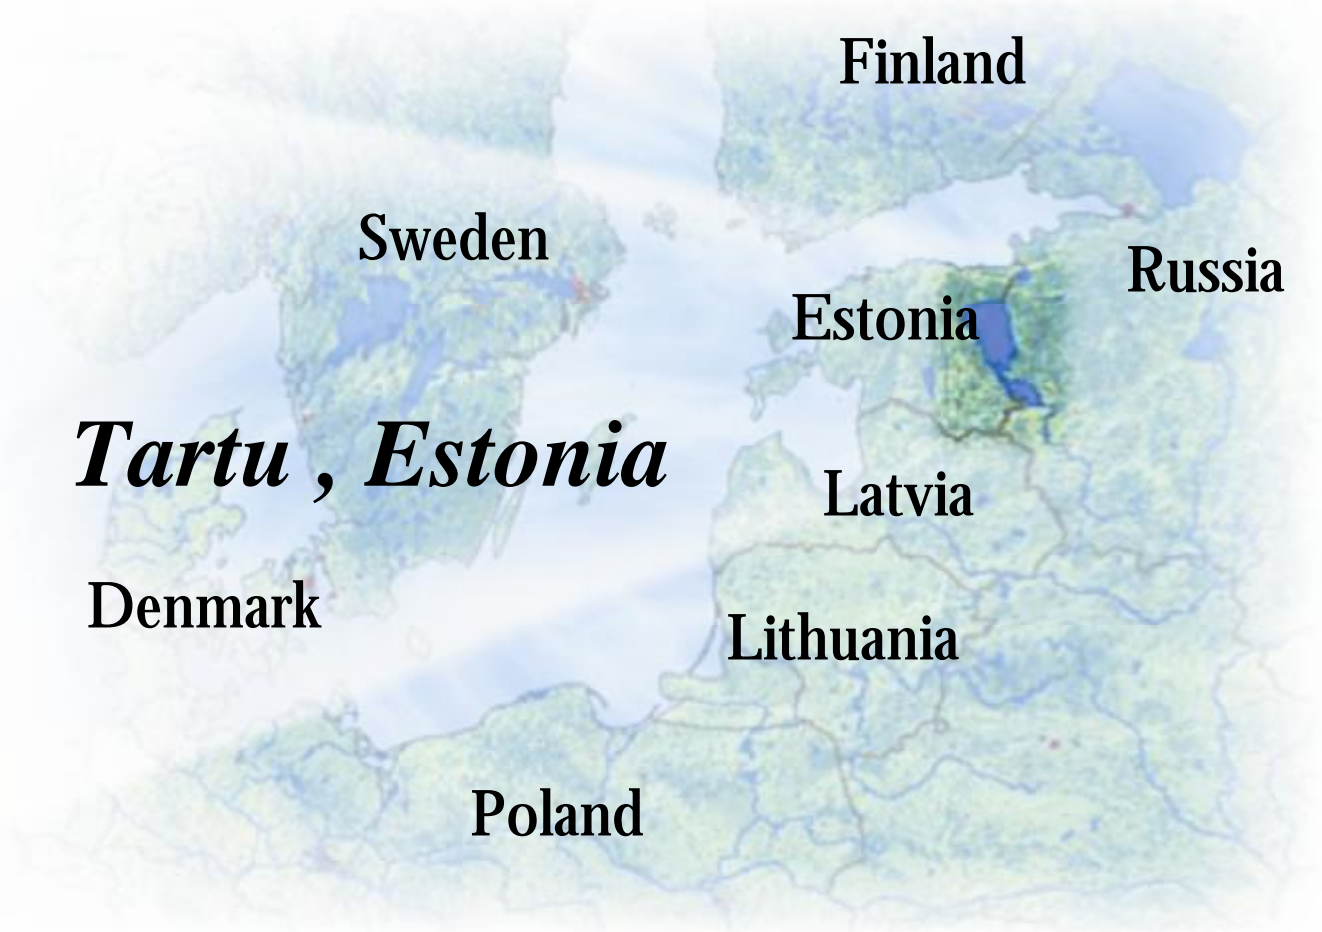 Finland
Sweden
Russia
Estonia
Tartu , Estonia
Latvia
Denmark
Lithuania
Poland